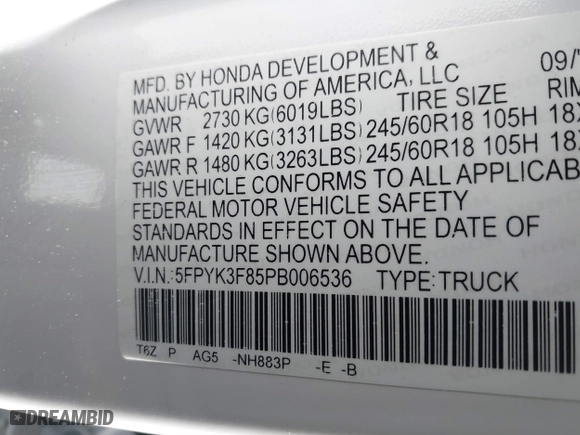 MFD. BY HONDA DEVELOPMENT & 09/
MANUFACTURING OF AMERICA, LLC
GVWR 2730 KG(6019LBS) TIRE SIZE RIM
GAWR F 1420 KG(3131LBS) 245/60R18 105H 18X
GAWR R 1480 KG(3263LBS) 245/60R18 105H 18X
THIS VEHICLE CONFORMS TO ALL APPLICAB
FEDERAL MOTOR VEHICLE SAFETY
STANDARDS IN EFFECT ON THE DATE OF
MANUFACTURE SHOWN ABOVE.
V.I.N.:5FPYK3F85PB006536 TYPE:TRUCK
T6Z P AG5 -NH883P -E -B
DREAMBID